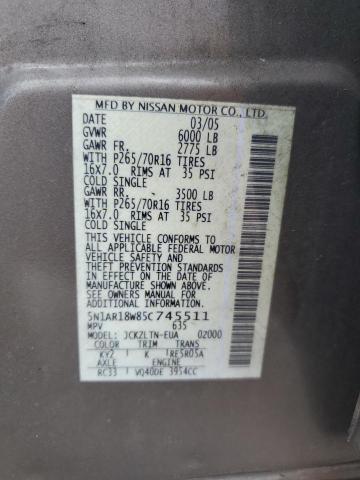 MFD BY NISSAN MOTOR CO., LTD.
DATE 03/05
GVWR 6000 LB
GAWR FR. 2775 LB
WITH P265/70R16 TIRES
16x7.0 RIMS AT 35 PSI
COLD SINGLE
GAWR RR. 3500 LB
WITH P265/70R16 TIRES
16x7.0 RIMS AT 35 PSI
COLD SINGLE
THIS VEHICLE CONFORMS TO
ALL APPLICABLE FEDERAL MOTOR
VEHICLE SAFETY, AND
THEFT PREVENTION STANDARDS
IN EFFECT ON THE DATE OF
MANUFACTURE SHOWN ABOVE.
SEE OWNER'S MANUAL FOR
ADDITIONAL INFORMATION.
5N1AR18W85C745511
MPV 635
MODEL: JCKZLTN-EUA 02000
COLOR TRIM TRANS
KY2 K RE5R05A
AXLE ENGINE
RC33 VQ40DE 3954CC